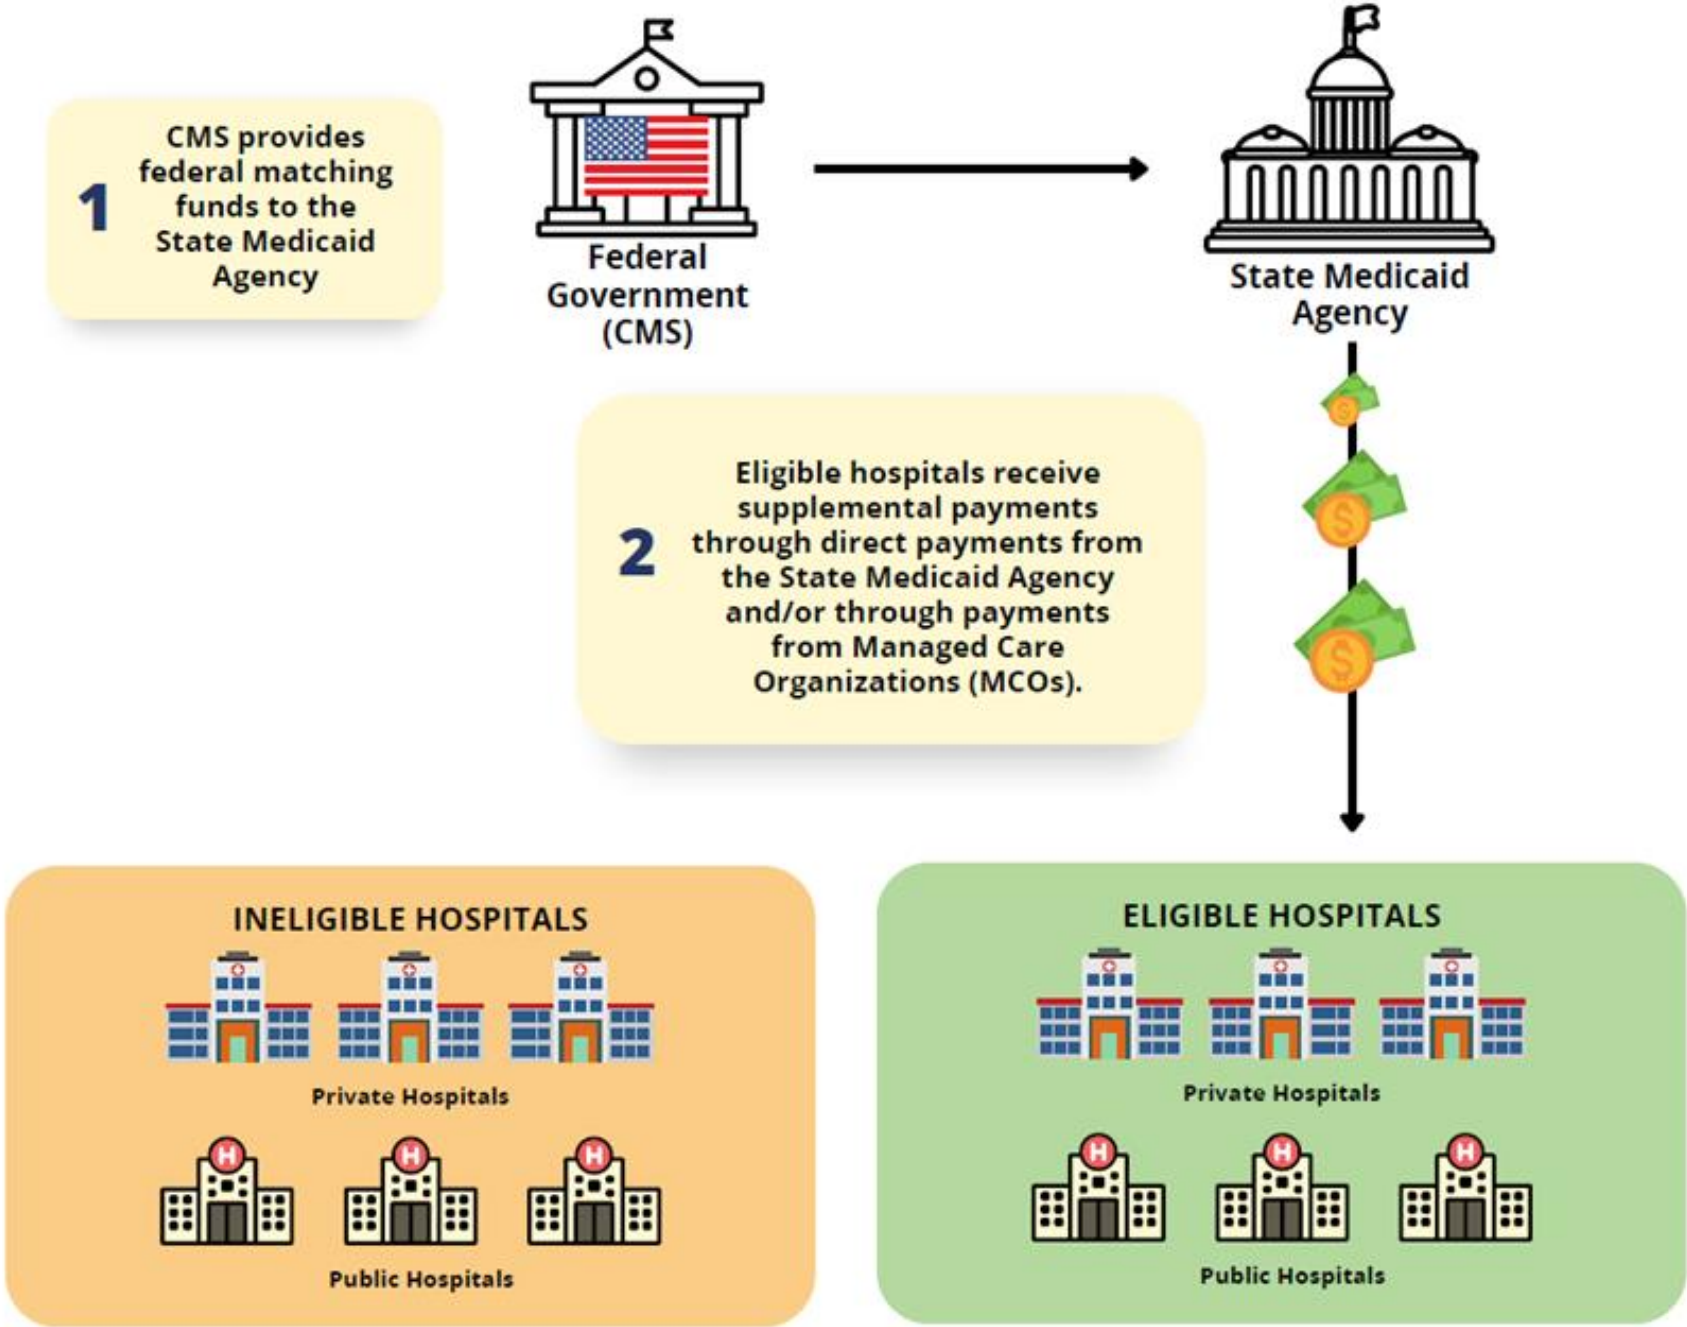 1
CMS provides
federal matching
funds to the
State Medicaid
Agency
Federal
Government
(CMS)
State Medicaid
Agency
2
Eligible hospitals receive
supplemental payments
through direct payments from
the State Medicaid Agency
and/or through payments
from Managed Care
Organizations (MCOs).
$
$
$
INELIGIBLE HOSPITALS
Private Hospitals
H
H
H
Public Hospitals
ELIGIBLE HOSPITALS
Private Hospitals
H
H
H
Public Hospitals